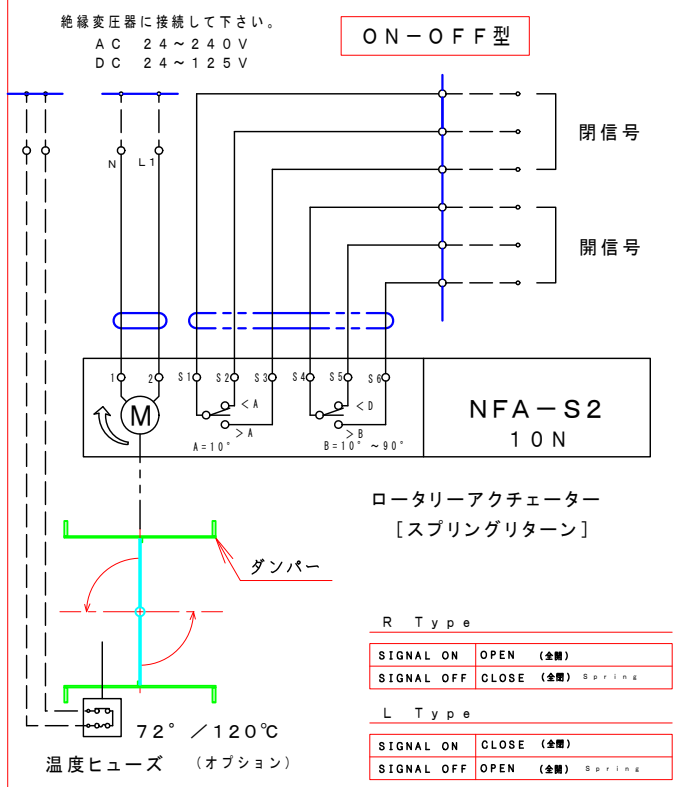 絶縁変圧器に接続して下さい。
AC 24~240V
DC 24~125V
ON-OFF型
閉信号
開信号
N L1
1 2 S1 S2 S3 S4 S5 S6
M
<A
>A
A=10°
<D
>B
B=10° ~90°
NFA-S2
10N
ロータリーアクチェーター
[スプリングリターン]
ダンパー
R Type
SIGNAL ON OPEN (全開)
SIGNAL OFF CLOSE (全閉) Spring
L Type
SIGNAL ON CLOSE (全閉)
SIGNAL OFF OPEN (全開) Spring
72° /120℃
温度ヒューズ (オプション)